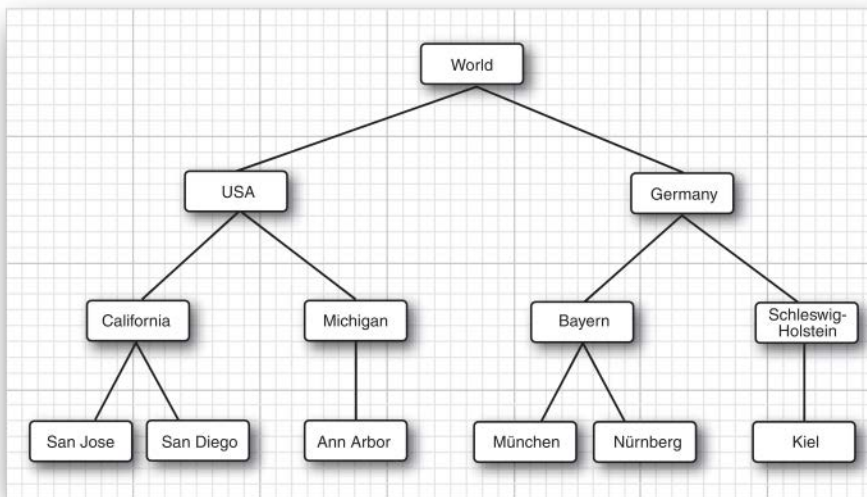 World
USA
Germany
California
Michigan
Bayern
Schleswig-
Holstein
San Jose
San Diego
Ann Arbor
München
Nürnberg
Kiel